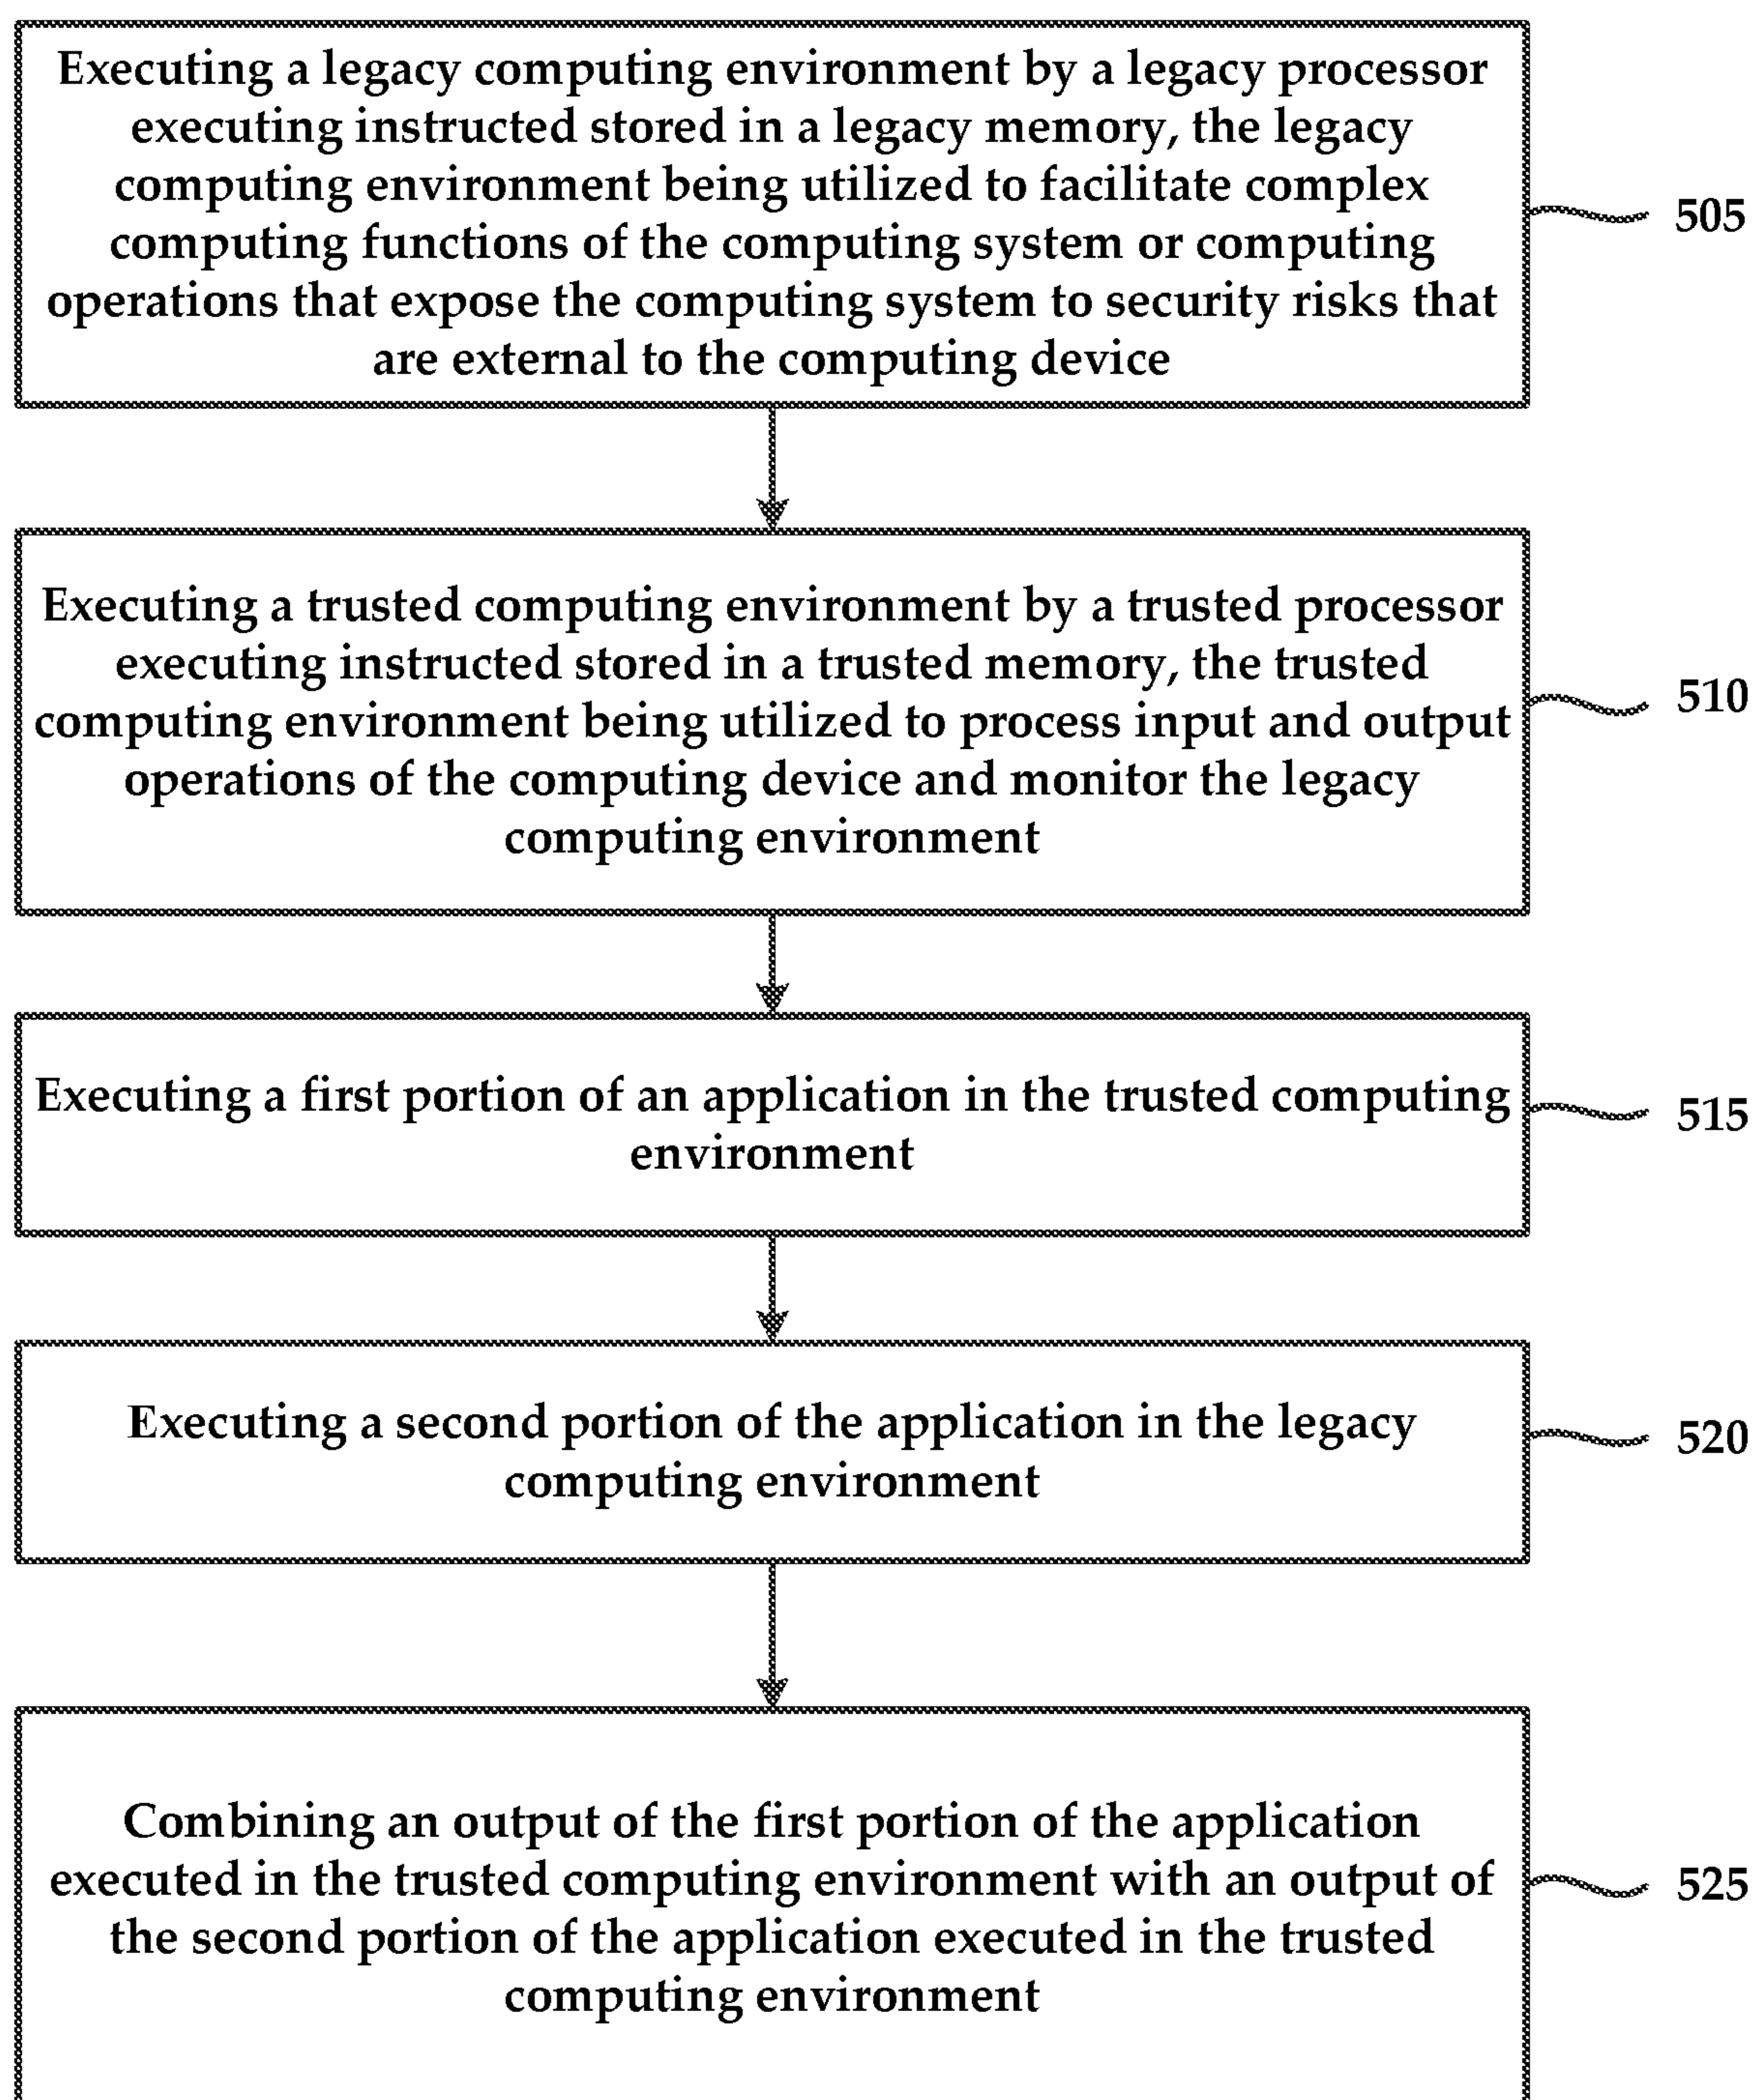 Executing a legacy computing environment by a legacy processor
executing instructed stored in a legacy memory, the legacy
computing environment being utilized to facilitate complex
computing functions of the computing system or computing
operations that expose the computing system to security risks that
are external to the computing device
505
Executing a trusted computing environment by a trusted processor
executing instructed stored in a trusted memory, the trusted
computing environment being utilized to process input and output
operations of the computing device and monitor the legacy
computing environment
510
Executing a first portion of an application in the trusted computing
environment
515
Executing a second portion of the application in the legacy
computing environment
520
Combining an output of the first portion of the application
executed in the trusted computing environment with an output of
the second portion of the application executed in the trusted
computing environment
525